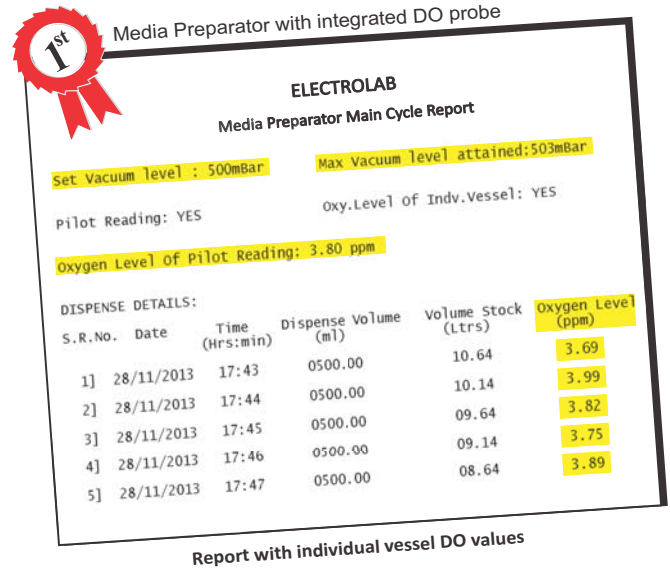 1st
Media Preparator with integrated DO probe
ELECTROLAB
Media Preparator Main Cycle Report
Set Vacuum level : 500mBar Max Vacuum level attained:503mBar
Pilot Reading: YES Oxy.Level of Indv.Vessel: YES
Oxygen Level Of Pilot Reading: 3.80 ppm
DISPENSE DETAILS:
S.R.No. Date Time Dispense Volume Volume Stock Oxygen Level
(Hrs:min) (ml) (Ltrs) (ppm)
1] 28/11/2013 17:43 0500.00 10.64 3.69
2] 28/11/2013 17:44 0500.00 10.14 3.99
3] 28/11/2013 17:45 0500.00 09.64 3.82
4] 28/11/2013 17:46 0500.00 09.14 3.75
5] 28/11/2013 17:47 0500.00 08.64 3.89
Report with individual vessel DO values